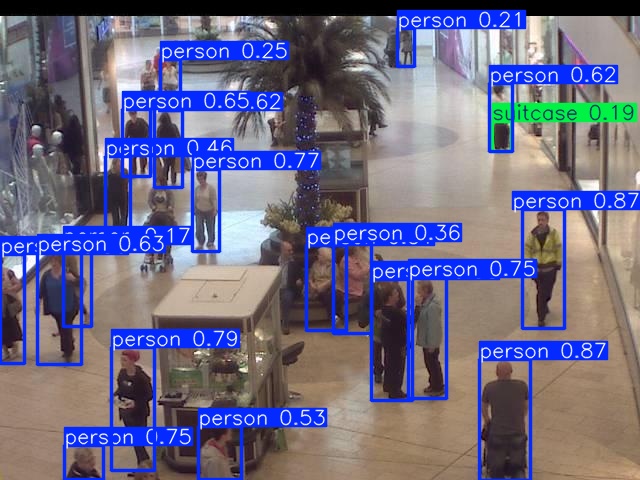 person 0.21
person 0.25
person 0.62
person 0.65
.62
suitcase 0.19
0.46
person 0.77
person 0.87
person 0.36
0.17
person 0.63
pers
person 0.75
person 0.79
person 0.87
person 0.53
person 0.75